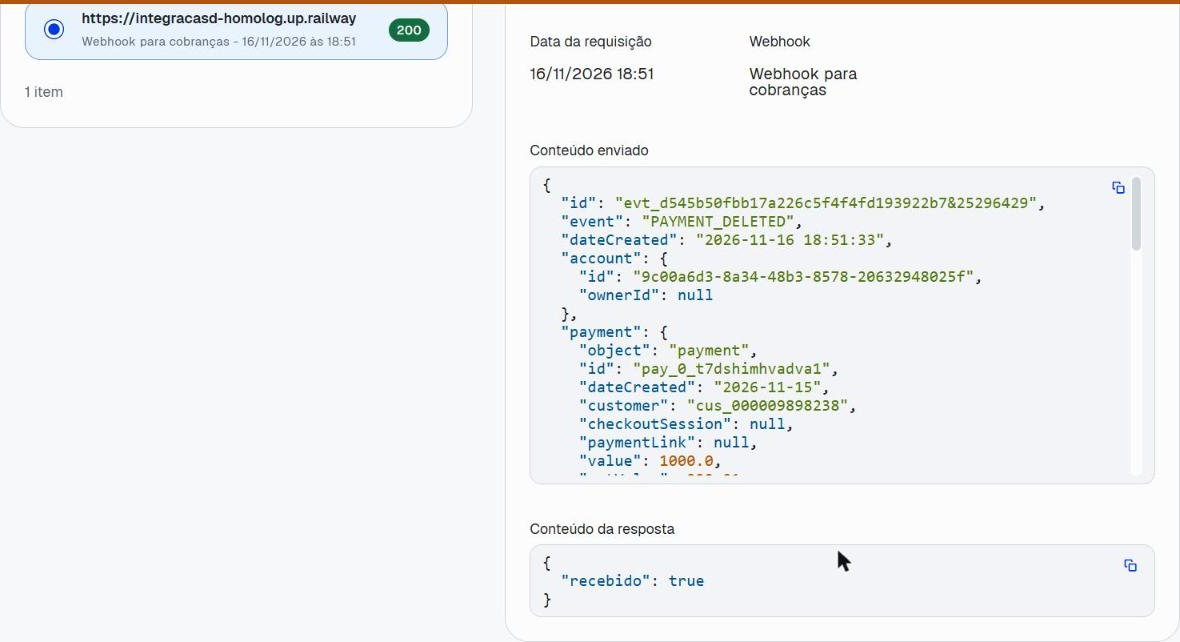 https://integracasd-homolog.up.railway
Webhook para cobranças - 16/11/2026 às 18:51
200
1 item
Data da requisição
Webhook
16/11/2026 18:51
Webhook para
cobranças
Conteúdo enviado
{
"id": "evt_d545b50fbb17a226c5f4f4fd193922b7&25296429",
"event": "PAYMENT_DELETED",
"dateCreated": "2026-11-16 18:51:33",
"account": {
"id": "9c00a6d3-8a34-48b3-8578-20632948025f",
"ownerId": null
},
"payment": {
"object": "payment",
"id": "pay_0_t7dshimhvadva1",
"dateCreated": "2026-11-15",
"customer": "cus_000009898238",
"checkoutSession": null,
"paymentLink": null,
"value": 1000.0,
Conteúdo da resposta
{
"recebido": true
}